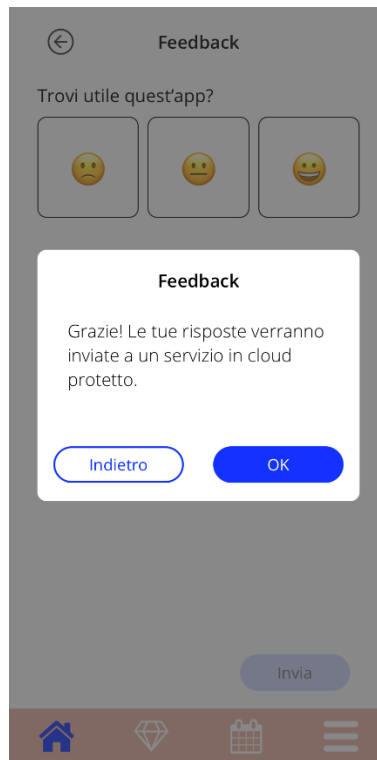 Feedback
Trovi utile quest'app?
Feedback
Grazie! Le tue risposte verranno
inviate a un servizio in cloud
protetto.
Indietro
OK
Invia